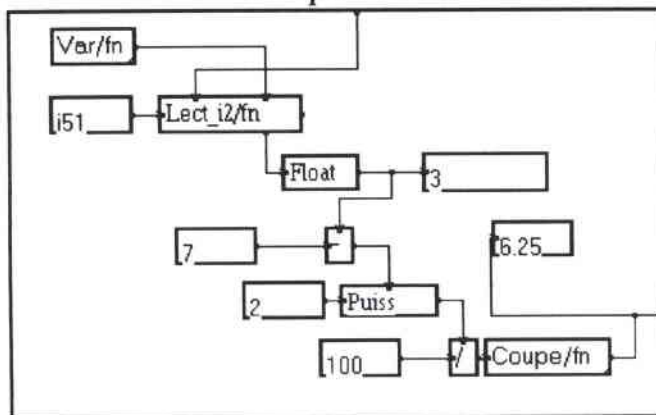 Var/fn
i51
Lect_i2/fn
Float
3
7
-
6.25
2
Puiss
100
/
Coupe/fn